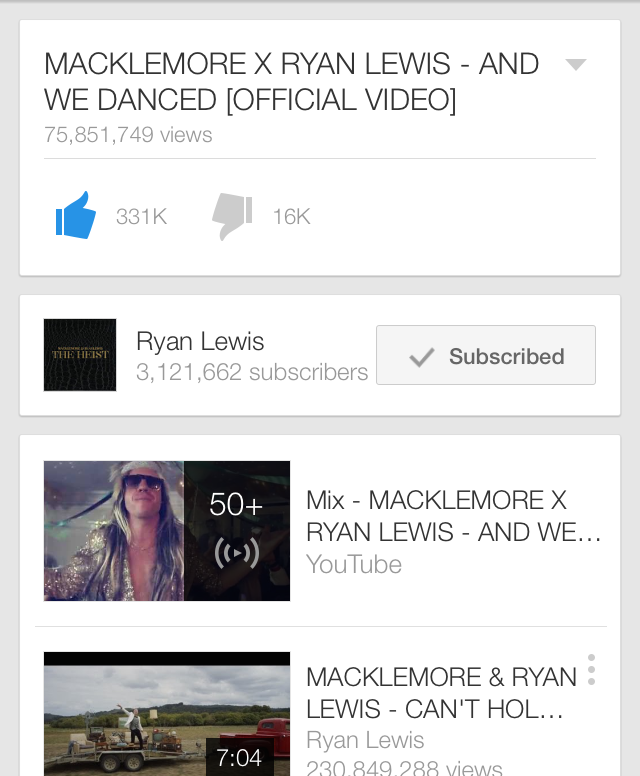 MACKLEMORE X RYAN LEWIS - AND
WE DANCED [OFFICIAL VIDEO]
75,851,749 views
331K
16K
Ryan Lewis
3,121,662 subscribers
Subscribed
THE HEIST
50+
Mix - MACKLEMORE X
RYAN LEWIS - AND WE...
YouTube
MACKLEMORE & RYAN
LEWIS - CAN'T HOL...
Ryan Lewis
230,849,288 views
7:04